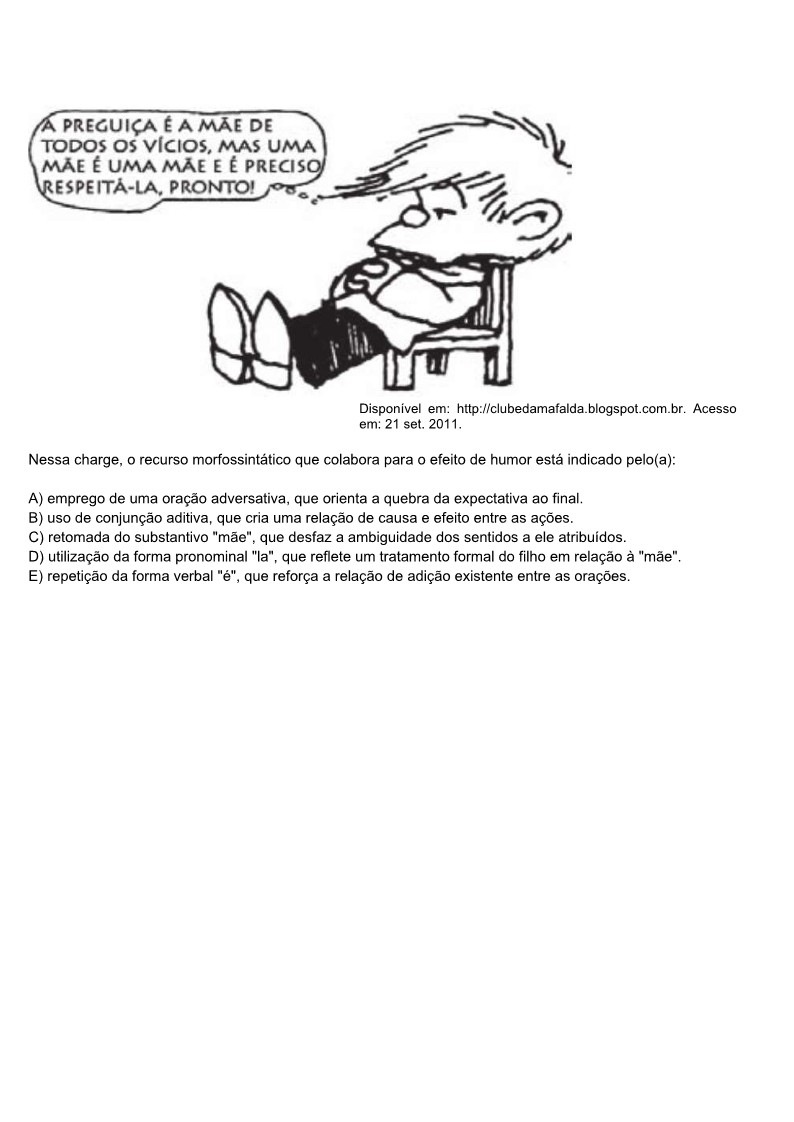 A PREGUIÇA É A MÃE DE
TODOS OS VÍCIOS, MAS UMA
MÃE É UMA MÃE E É PRECISO
RESPEITÁ-LA, PRONTO!
Disponível em: http://clubedamafalda.blogspot.com.br. Acesso
em: 21 set. 2011.
Nessa charge, o recurso morfossintático que colabora para o efeito de humor está indicado pelo(a):
A) emprego de uma oração adversativa, que orienta a quebra da expectativa ao final.
B) uso de conjunção aditiva, que cria uma relação de causa e efeito entre as ações.
C) retomada do substantivo "mãe", que desfaz a ambiguidade dos sentidos a ele atribuídos.
D) utilização da forma pronominal "la", que reflete um tratamento formal do filho em relação à "mãe".
E) repetição da forma verbal "é", que reforça a relação de adição existente entre as orações.